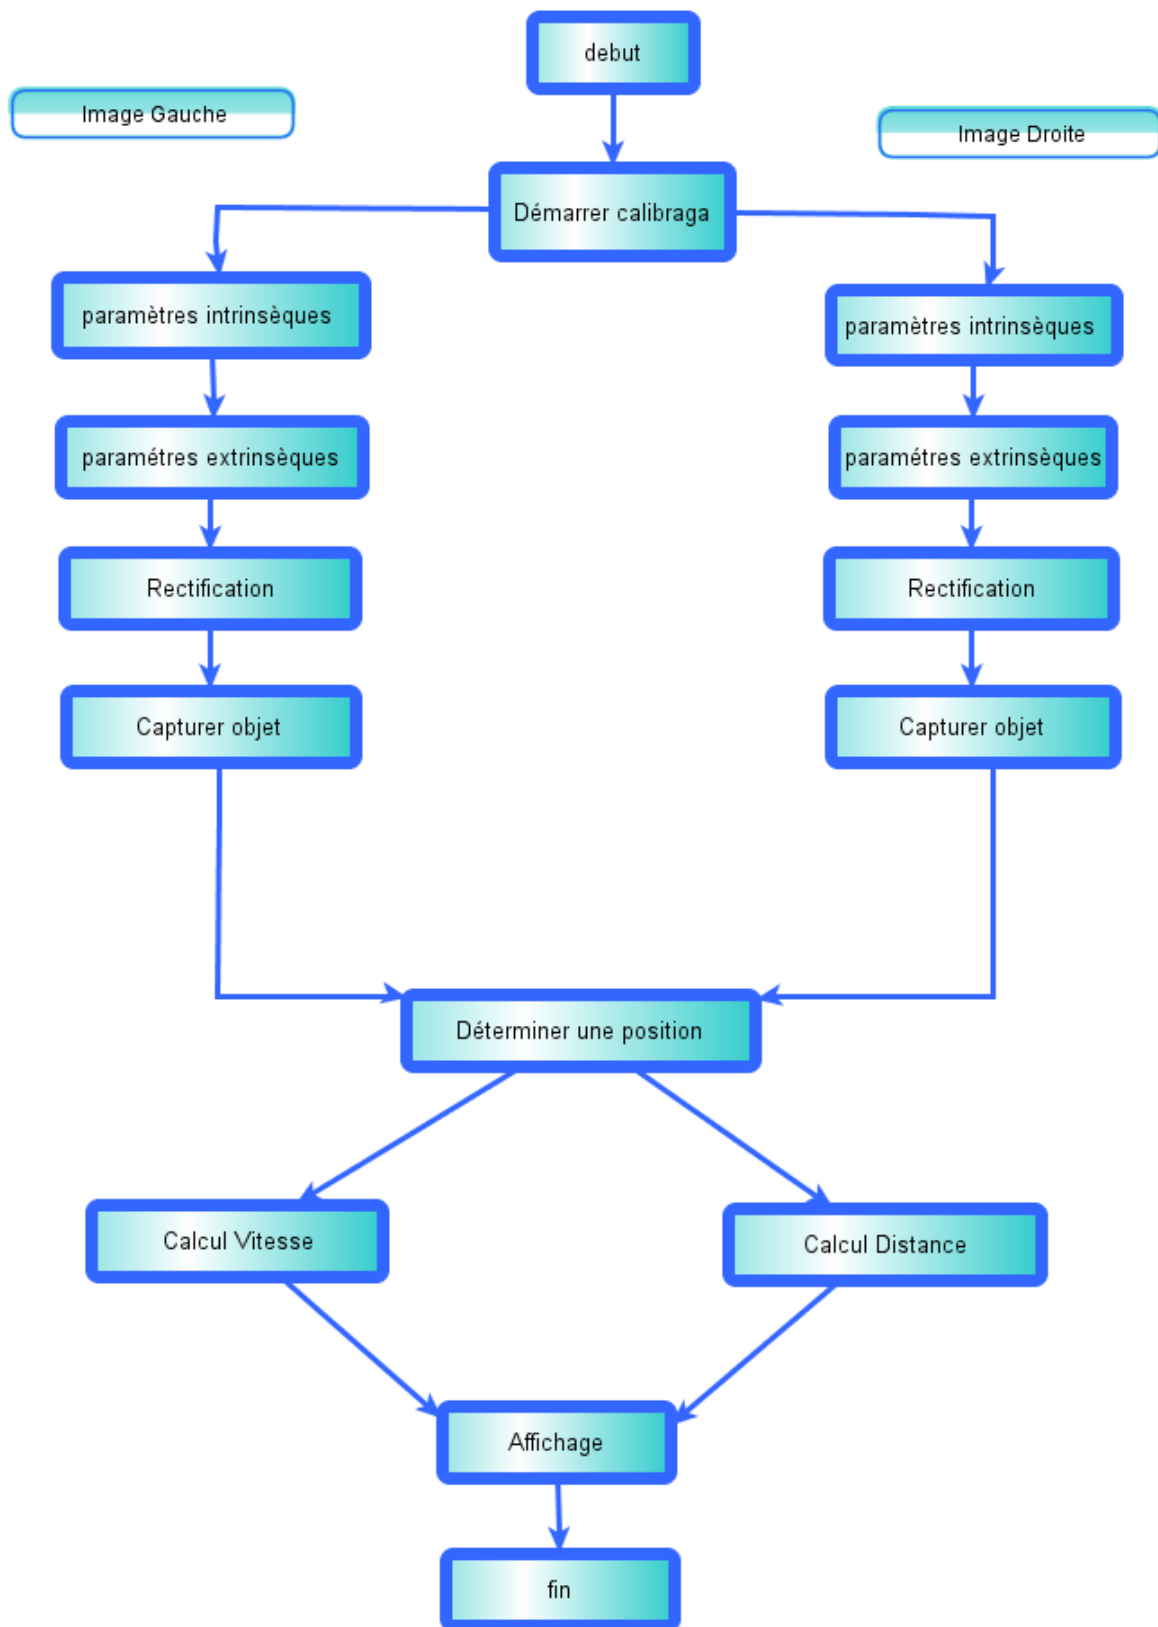 debut
Image Gauche
Image Droite
Démarrer calibraga
paramètres intrinsèques
paramètres intrinsèques
paramétres extrinsèques
paramétres extrinsèques
Rectification
Rectification
Capturer objet
Capturer objet
Déterminer une position
Calcul Vitesse
Calcul Distance
Affichage
fin